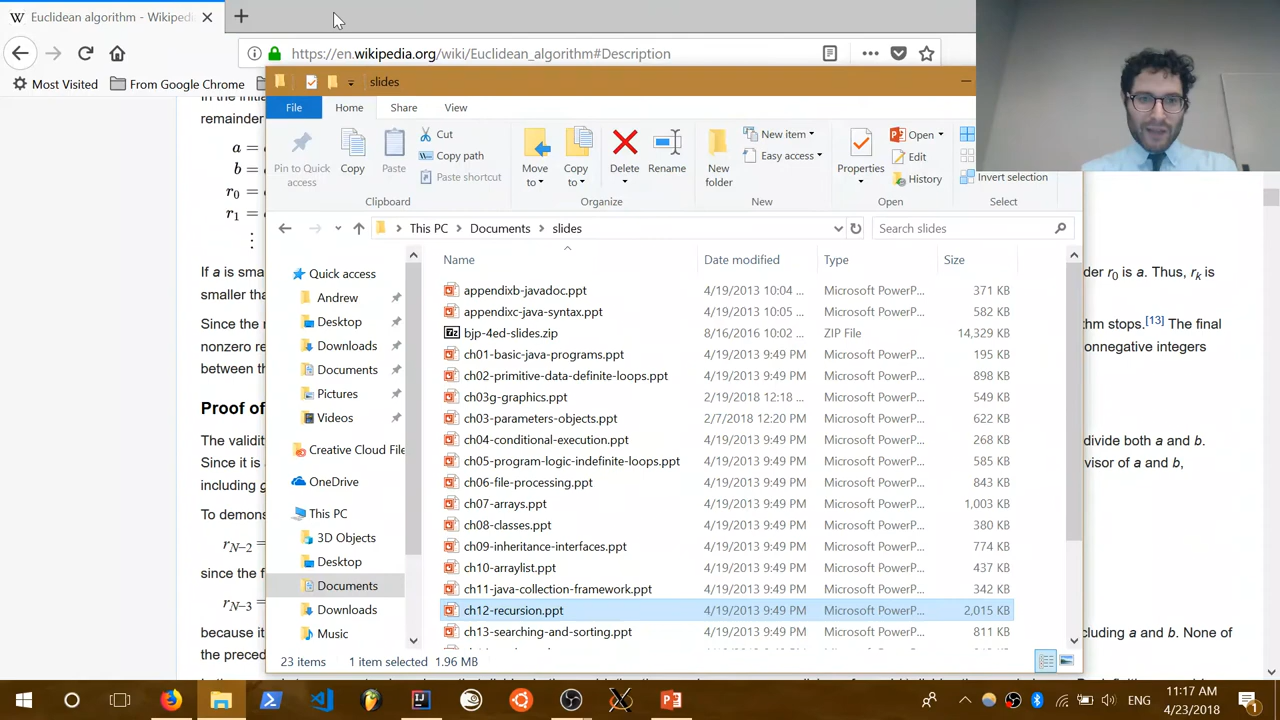 Euclidean algorithm - Wikipedi
https://en.wikipedia.org/wiki/Euclidean_algorithm#Description
Most Visited From Google Chrome
slides
File Home Share View
Pin to Quick access
Copy
Paste
Cut
Copy path
Paste shortcut
Move to
Copy to
Delete
Rename
New folder
New item
Easy access
Properties
Open
Edit
History
Invert selection
Clipboard Organize New Open Select
This PC Documents slides
Search slides
Name Date modified Type Size
Quick access
Andrew
Desktop
Downloads
Documents
Pictures
Videos
Creative Cloud File
OneDrive
This PC
3D Objects
Desktop
Documents
Downloads
Music
appendixb-javadoc.ppt 4/19/2013 10:04 ... Microsoft PowerP... 371 KB
appendixc-java-syntax.ppt 4/19/2013 10:05 ... Microsoft PowerP... 582 KB
bjp-4ed-slides.zip 8/16/2016 10:02 ... ZIP File 14,329 KB
ch01-basic-java-programs.ppt 4/19/2013 9:49 PM Microsoft PowerP... 195 KB
ch02-primitive-data-definite-loops.ppt 4/19/2013 9:49 PM Microsoft PowerP... 898 KB
ch03g-graphics.ppt 2/19/2018 12:18 ... Microsoft PowerP... 549 KB
ch03-parameters-objects.ppt 2/7/2018 12:20 PM Microsoft PowerP... 622 KB
ch04-conditional-execution.ppt 4/19/2013 9:49 PM Microsoft PowerP... 268 KB
ch05-program-logic-indefinite-loops.ppt 4/19/2013 9:49 PM Microsoft PowerP... 585 KB
ch06-file-processing.ppt 4/19/2013 9:49 PM Microsoft PowerP... 843 KB
ch07-arrays.ppt 4/19/2013 9:49 PM Microsoft PowerP... 1,003 KB
ch08-classes.ppt 4/19/2013 9:49 PM Microsoft PowerP... 380 KB
ch09-inheritance-interfaces.ppt 4/19/2013 9:49 PM Microsoft PowerP... 774 KB
ch10-arraylist.ppt 4/19/2013 9:49 PM Microsoft PowerP... 437 KB
ch11-java-collection-framework.ppt 4/19/2013 9:49 PM Microsoft PowerP... 342 KB
ch12-recursion.ppt 4/19/2013 9:49 PM Microsoft PowerP... 2,015 KB
ch13-searching-and-sorting.ppt 4/19/2013 9:49 PM Microsoft PowerP... 811 KB
23 items 1 item selected 1.96 MB
remainder
a =
b =
r0 =
r1 =
⋮
If a is sma
smaller tha
Since the r
nonzero re
between th
Proof of
The validity
Since it is
including g
To demons
rN−2 =
since the f
rN−3 =
because it
the preced
der r0 is a. Thus, rk is
thm stops.[13] The final
onnegative integers
divide both a and b.
visor of a and b,
cluding a and b. None of
ENG
11:17 AM
4/23/2018
1